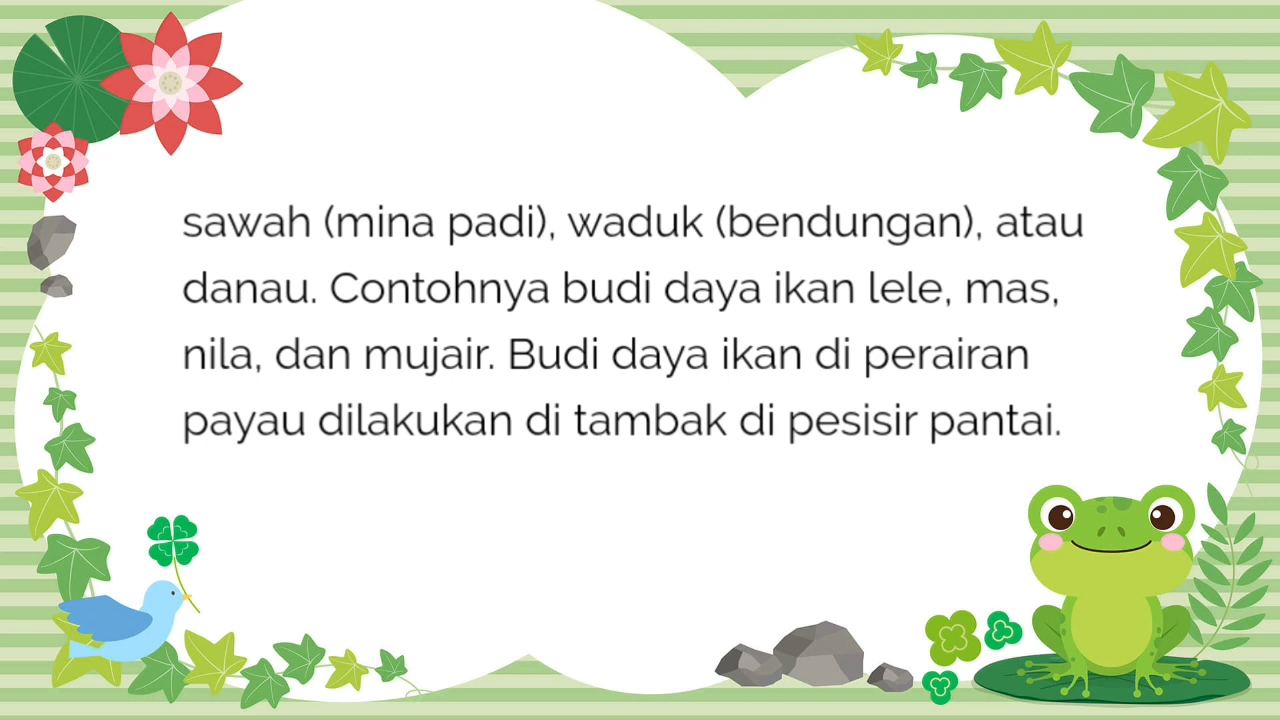 sawah (mina padi), waduk (bendungan), atau
danau. Contohnya budi daya ikan lele, mas,
nila, dan mujair. Budi daya ikan di perairan
payau dilakukan di tambak di pesisir pantai.